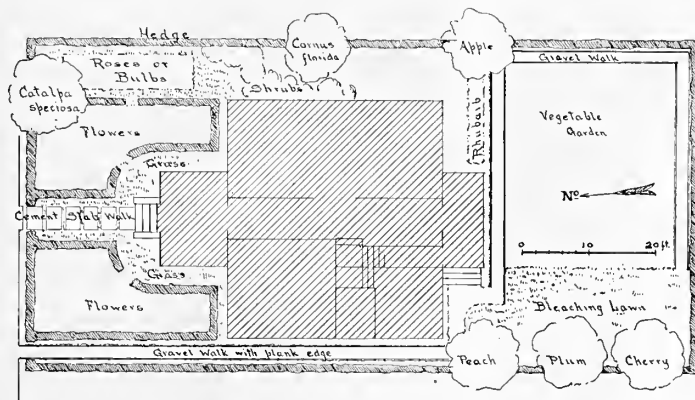 Hedge
Roses or
Bulbs
Cornus
florida
Apple
Gravel Walk
Catalpa
speciosa
Shrubs
Flowers
Rhubarb
Vegetable
Garden
Grass
No.
Cement Slab Walk
0 10 20 ft.
Grass
Bleaching Lawn
Flowers
Gravel Walk with plank edge
Peach
Plum
Cherry